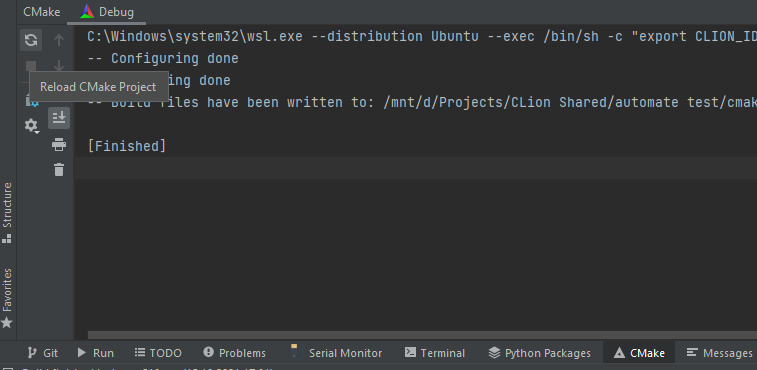 CMake Debug
C:\Windows\system32\wsl.exe --distribution Ubuntu --exec /bin/sh -c "export CLION_ID
-- Configuring done
ing done
Reload CMake Project
-- Build files have been written to: /mnt/d/Projects/CLion Shared/automate test/cmak
[Finished]
Structure
Favorites
Git Run TODO Problems Serial Monitor Terminal Python Packages CMake Messages